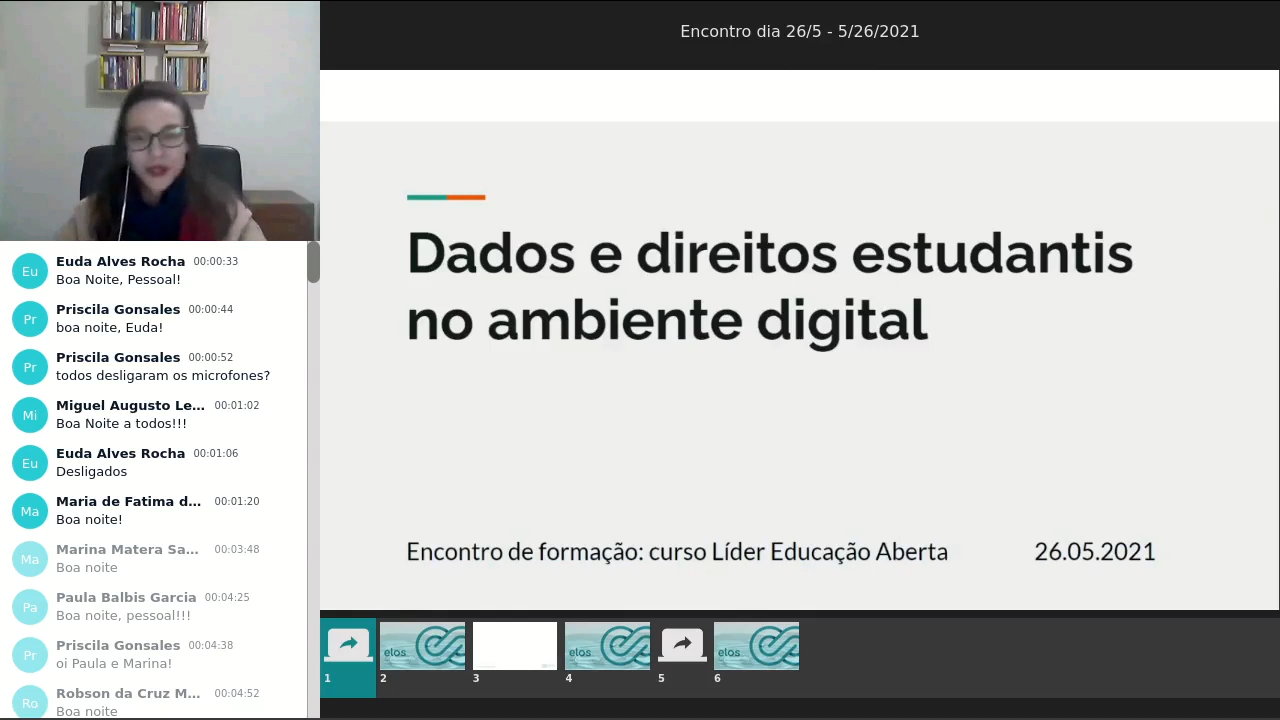 Encontro dia 26/5 - 5/26/2021
Dados e direitos estudantis
no ambiente digital
Encontro de formação: curso Líder Educação Aberta 26.05.2021
Eu Euda Alves Rocha 00:00:33
Boa Noite, Pessoal!
Pr Priscila Gonsales 00:00:44
boa noite, Euda!
Pr Priscila Gonsales 00:00:52
todos desligaram os microfones?
Mi Miguel Augusto Le... 00:01:02
Boa Noite a todos!!!
Eu Euda Alves Rocha 00:01:06
Desligados
Ma Maria de Fatima d... 00:01:20
Boa noite!
Ma Marina Matera Sa... 00:03:48
Boa noite
Pa Paula Balbis Garcia 00:04:25
Boa noite, pessoal!!!
Pr Priscila Gonsales 00:04:38
oi Paula e Marina!
Ro Robson da Cruz M... 00:04:52
Boa noite
elos elos elos
1 2 3 4 5 6